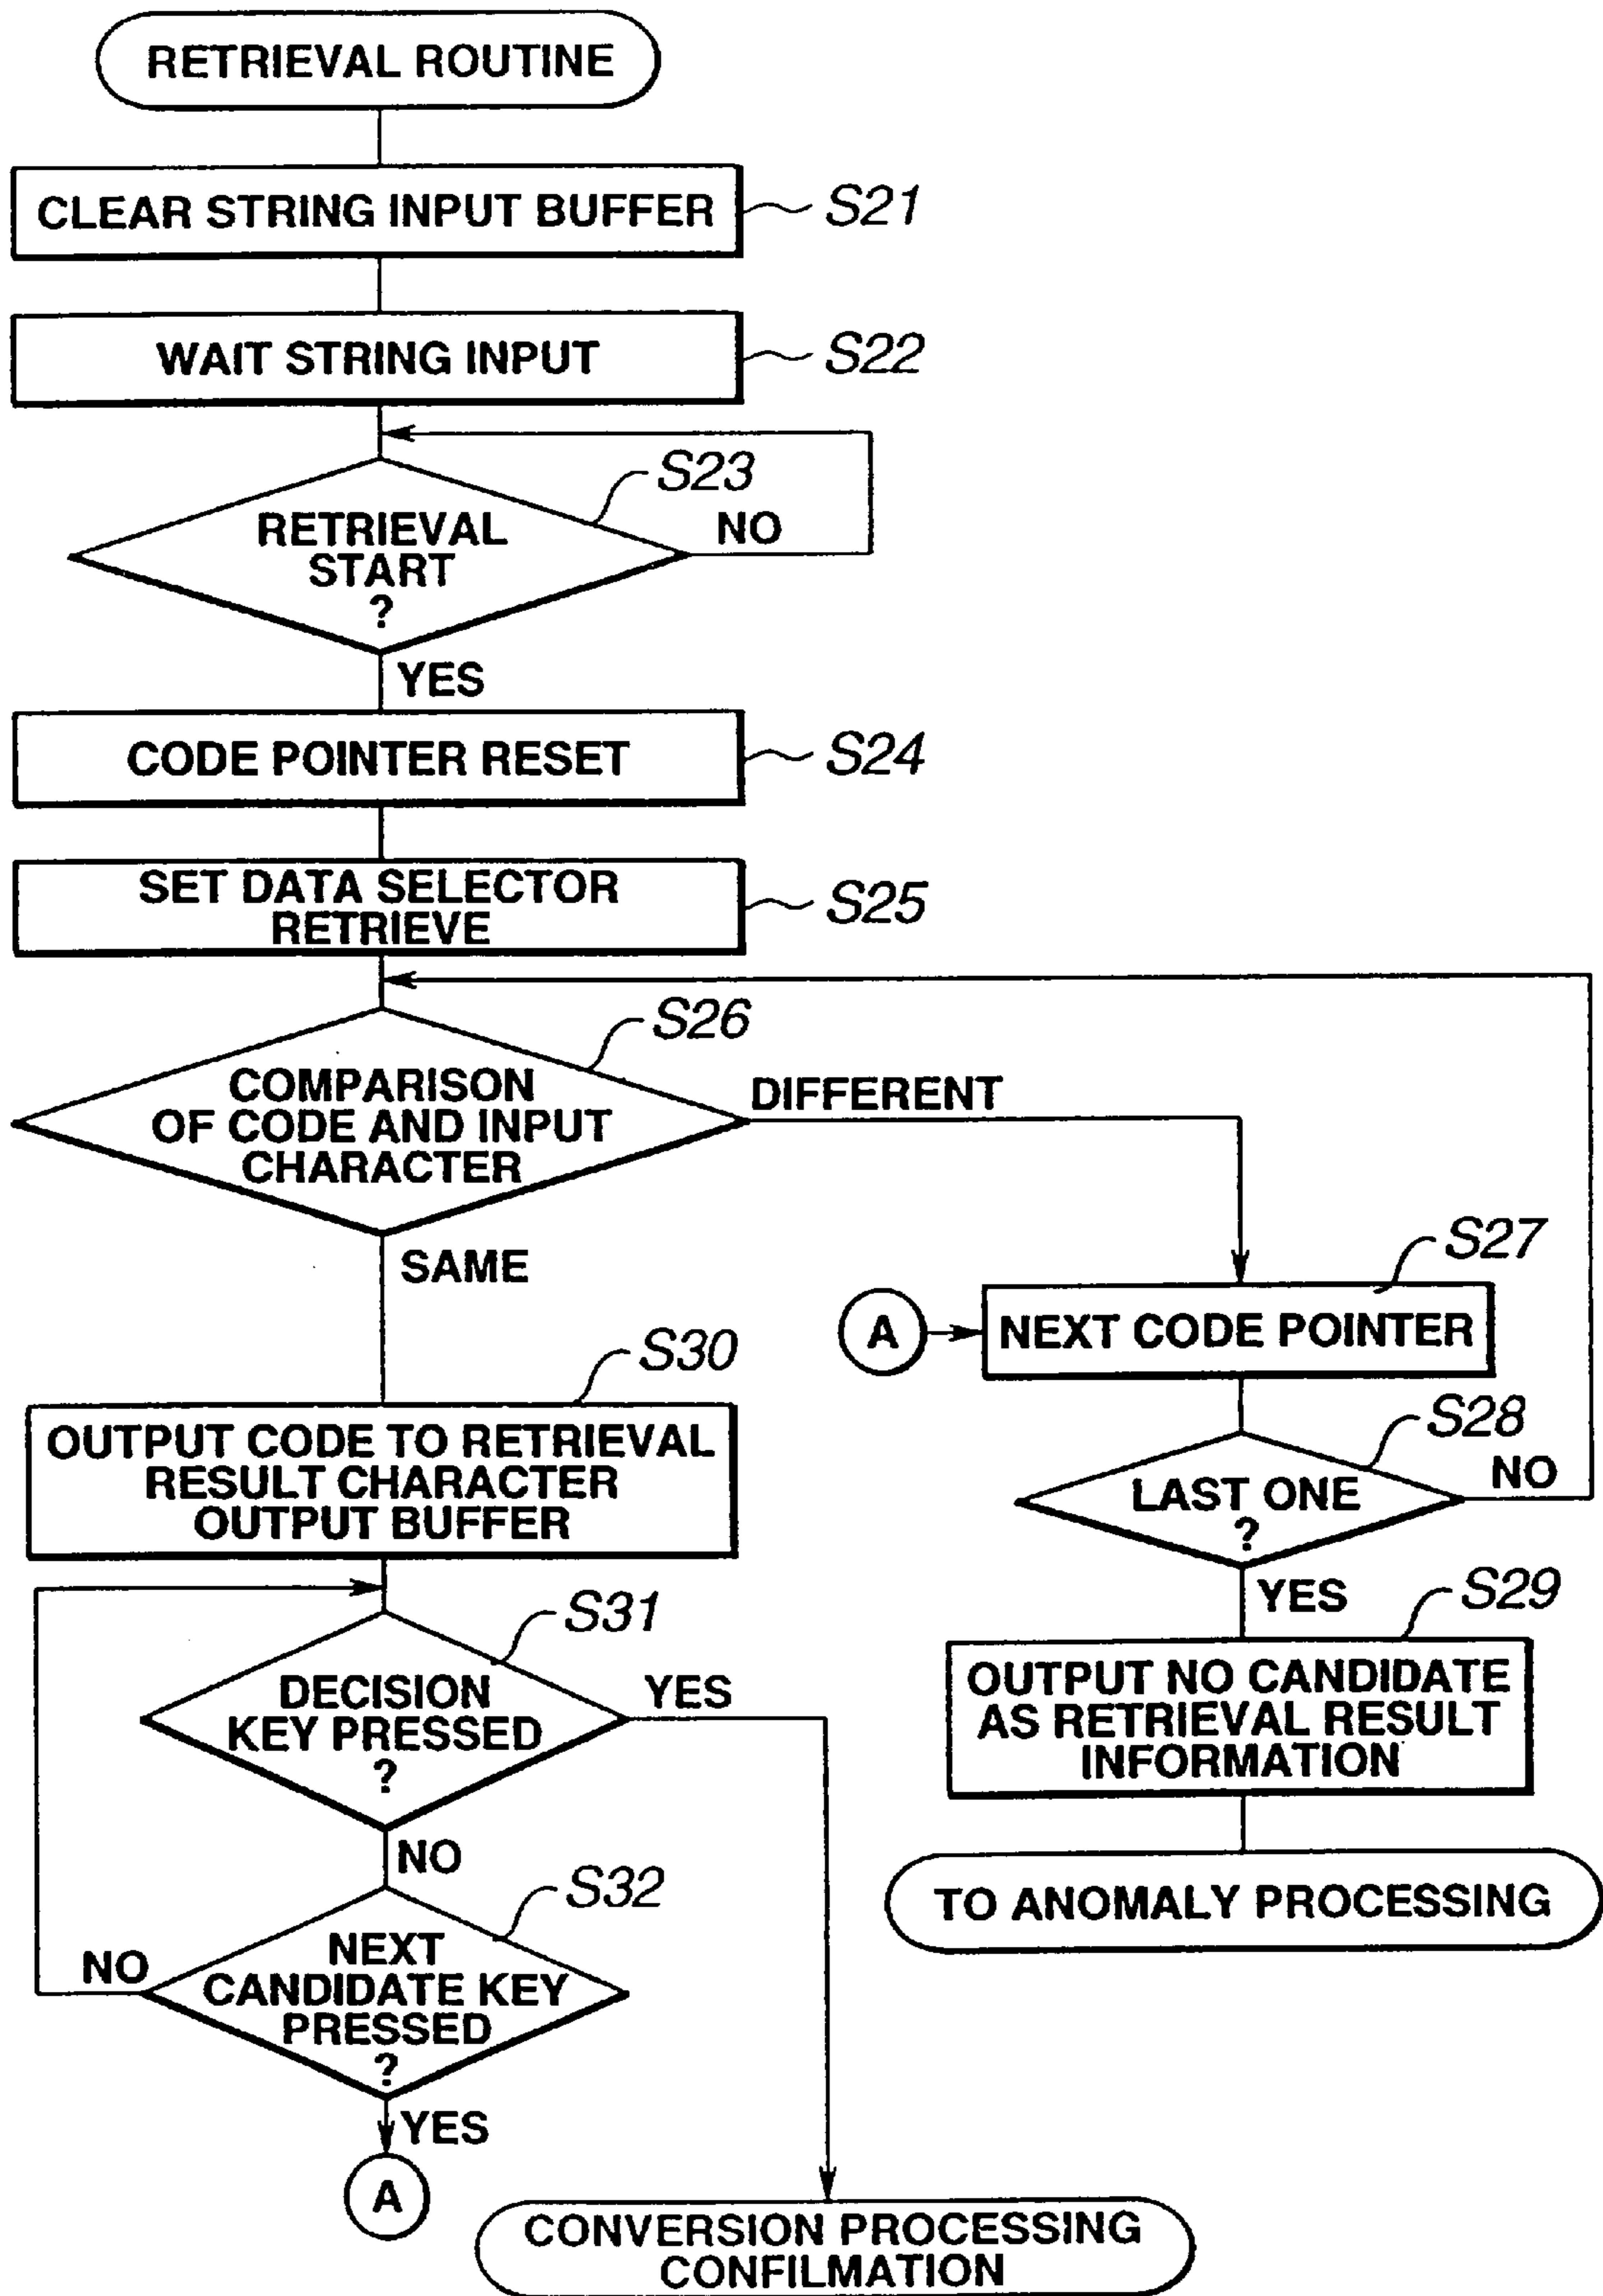 RETRIEVAL ROUTINE
CLEAR STRING INPUT BUFFER
S21
WAIT STRING INPUT
S22
S23
RETRIEVAL
START
?
NO
YES
CODE POINTER RESET
S24
SET DATA SELECTOR
RETRIEVE
S25
S26
COMPARISON
OF CODE AND INPUT
CHARACTER
DIFFERENT
SAME
S27
A
NEXT CODE POINTER
S28
LAST ONE
?
NO
YES
S29
OUTPUT NO CANDIDATE
AS RETRIEVAL RESULT
INFORMATION
TO ANOMALY PROCESSING
S30
OUTPUT CODE TO RETRIEVAL
RESULT CHARACTER
OUTPUT BUFFER
S31
DECISION
KEY PRESSED
?
YES
NO
S32
NEXT
CANDIDATE KEY
PRESSED
?
NO
YES
A
CONVERSION PROCESSING
CONFILMATION